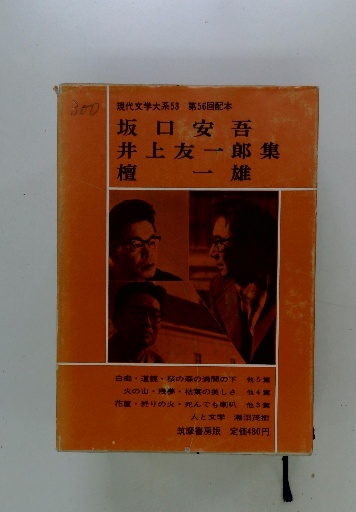 300
現代文学大系53 第56回配本
坂口安吾
井上友一郎集
檀一雄
白痴・道鏡・桜の森の満開の下 他5篇
火の山・残夢・枯葉の美しさ 他4篇
花筐・終りの火・死んでも喇叭 他3篇
人と文学 瀬沼茂樹
筑摩書房版 定価480円